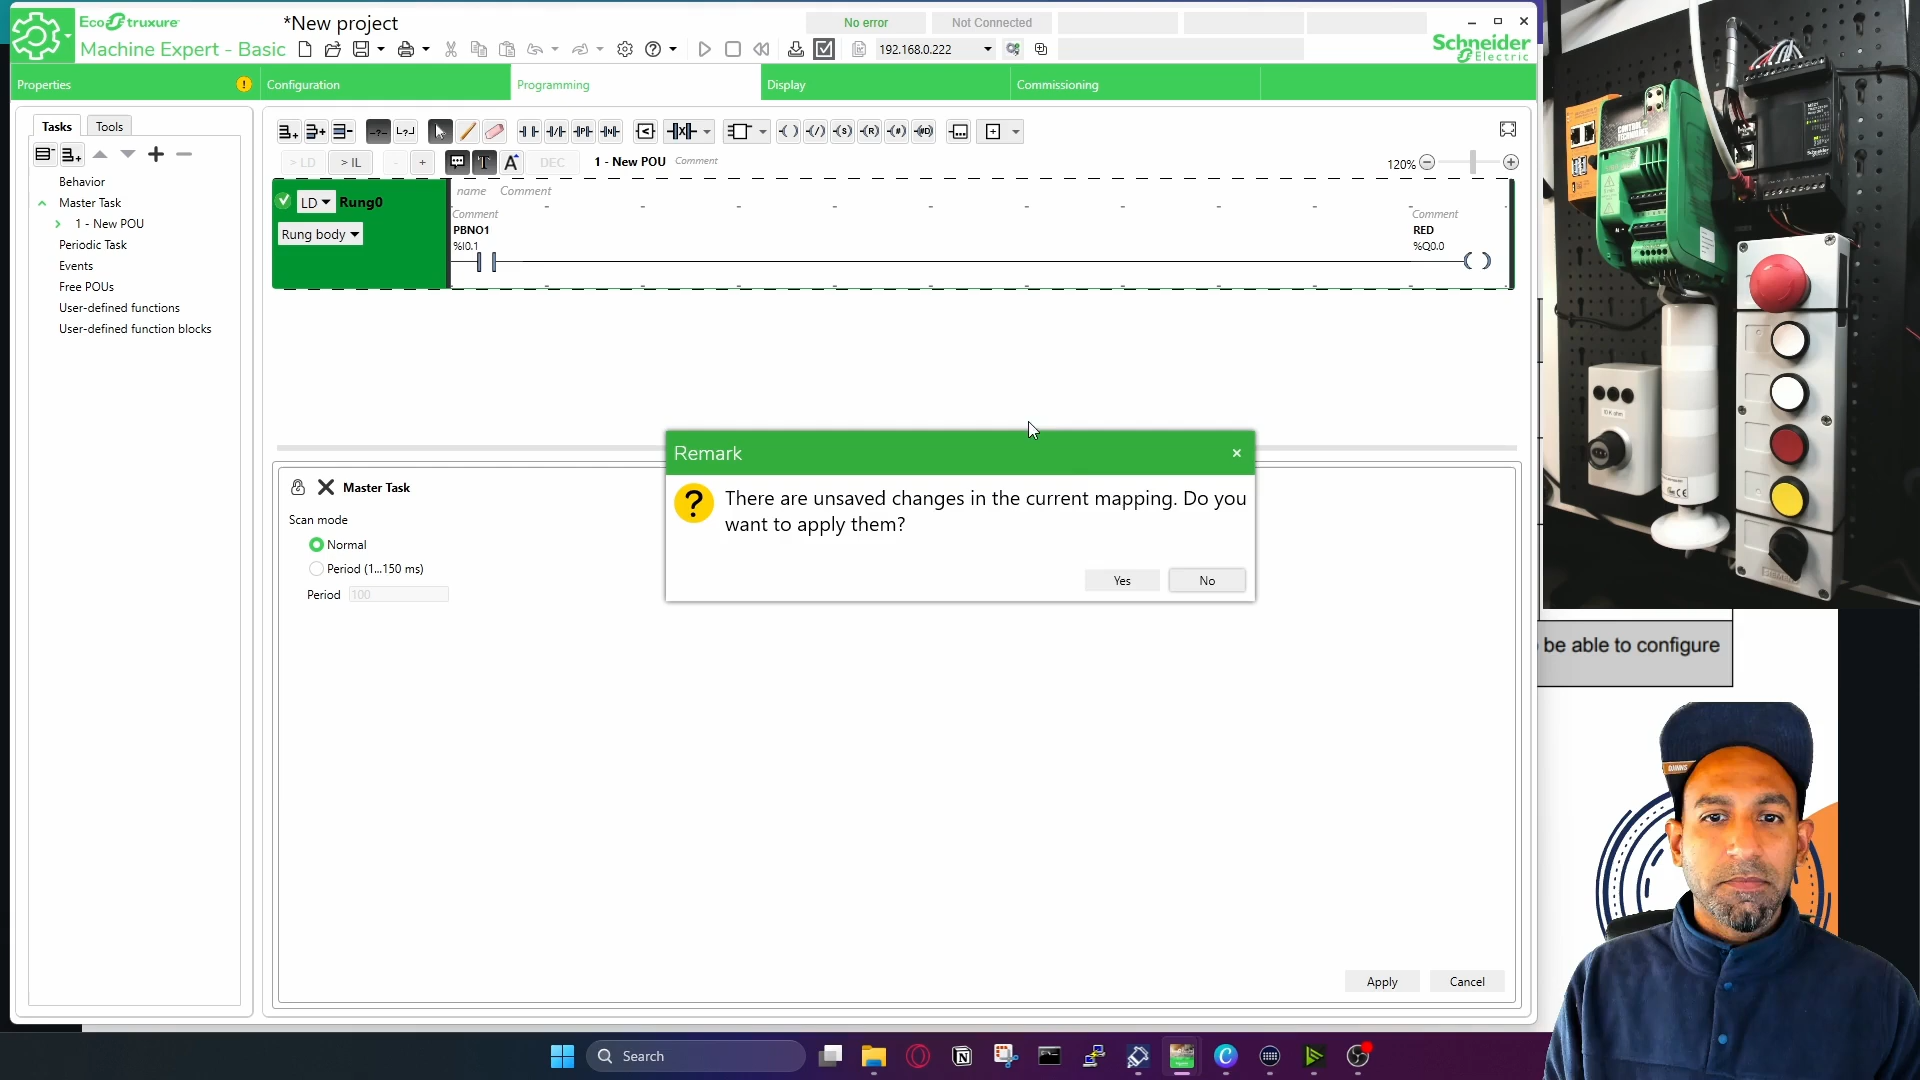 EcoStruxure
*New project
No error
Not Connected
Machine Expert - Basic
192.168.0.222
Schneider
Electric
Properties
Configuration
Programming
Display
Commissioning
Tasks
Tools
> LD
> IL
-
+
T
A
DEC
1 - New POU
Comment
120%
Behavior
Master Task
1 - New POU
Periodic Task
Events
Free POUs
User-defined functions
User-defined function blocks
LD
Rung0
Rung body
name
Comment
Comment
PBNO1
%I0.1
Comment
RED
%Q0.0
Master Task
Scan mode
Normal
Period (1...150 ms)
Period
100
Remark
There are unsaved changes in the current mapping. Do you
want to apply them?
Yes
No
Apply
Cancel
be able to configure
Search